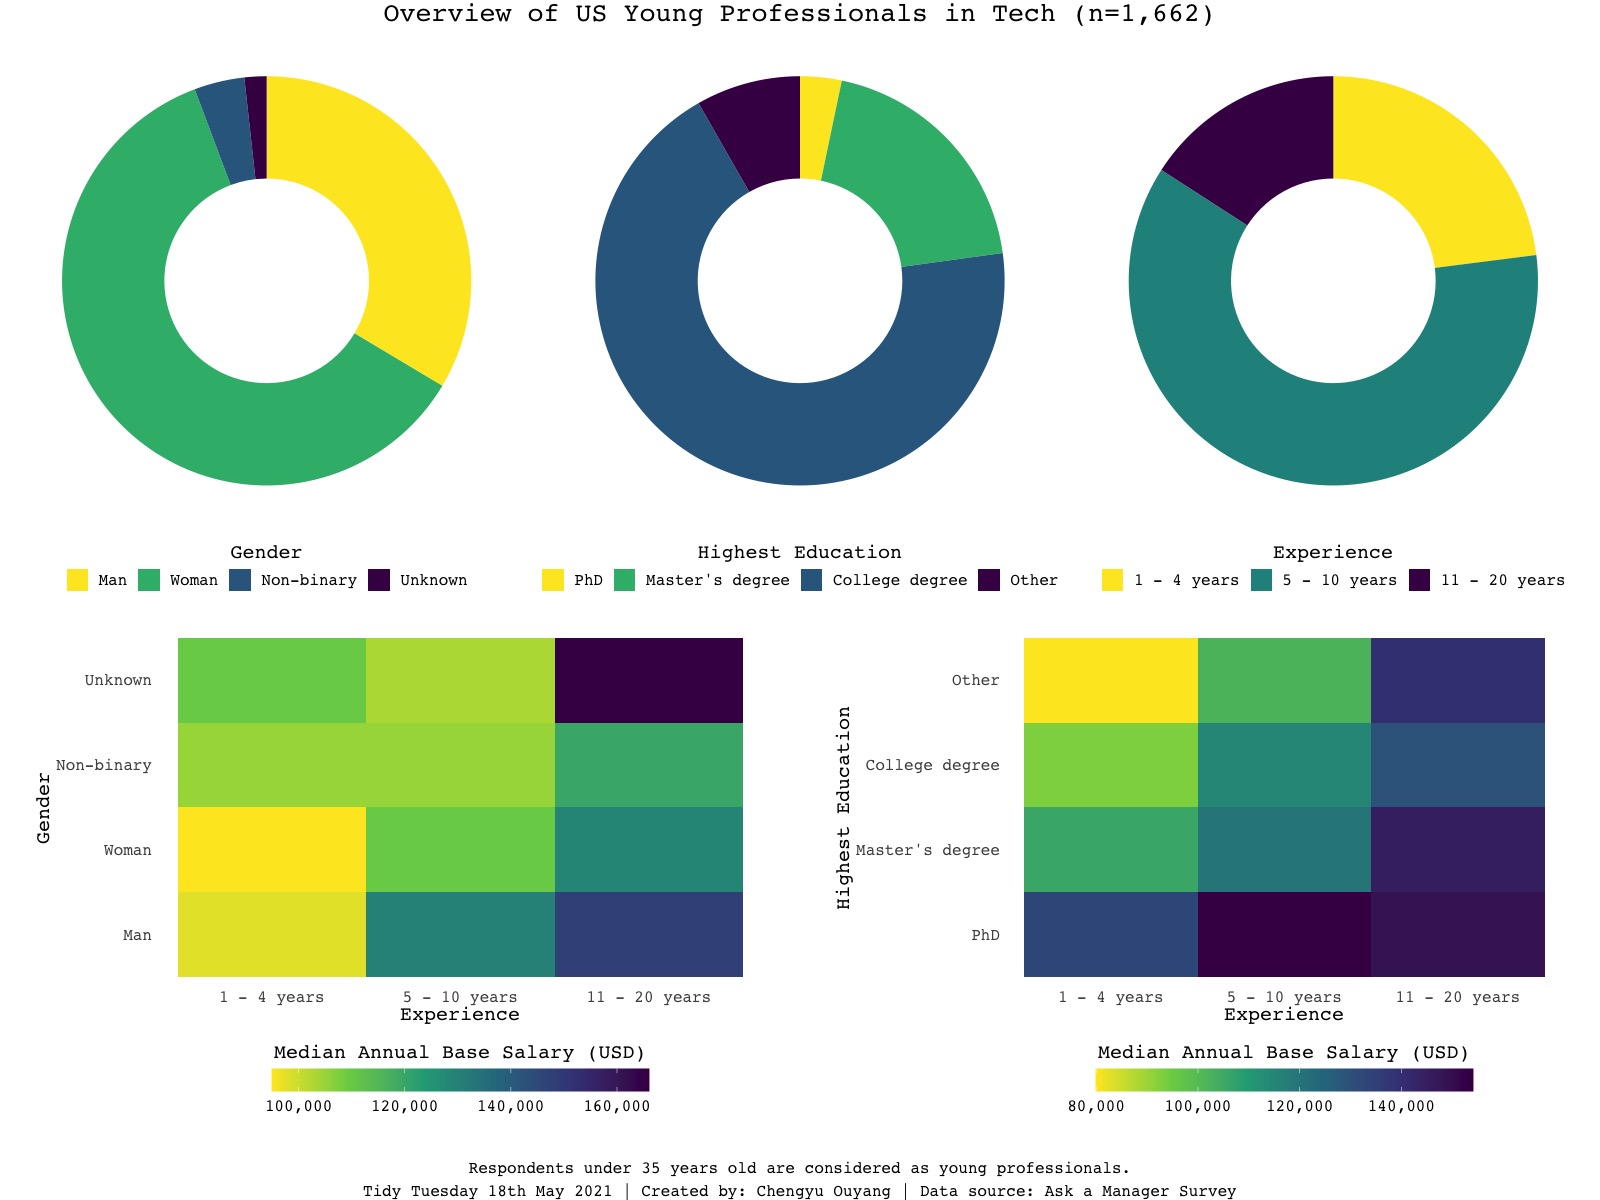 Overview of US Young Professionals in Tech (n=1,662)
Gender
Man Woman Non-binary Unknown
Highest Education
PhD Master's degree College degree Other
Experience
1 - 4 years 5 - 10 years 11 - 20 years
Gender
Unknown
Non-binary
Woman
Man
1 - 4 years 5 - 10 years 11 - 20 years
Experience
Median Annual Base Salary (USD)
100,000 120,000 140,000 160,000
Highest Education
Other
College degree
Master's degree
PhD
1 - 4 years 5 - 10 years 11 - 20 years
Experience
Median Annual Base Salary (USD)
80,000 100,000 120,000 140,000
Respondents under 35 years old are considered as young professionals.
Tidy Tuesday 18th May 2021 | Created by: Chengyu Ouyang | Data source: Ask a Manager Survey